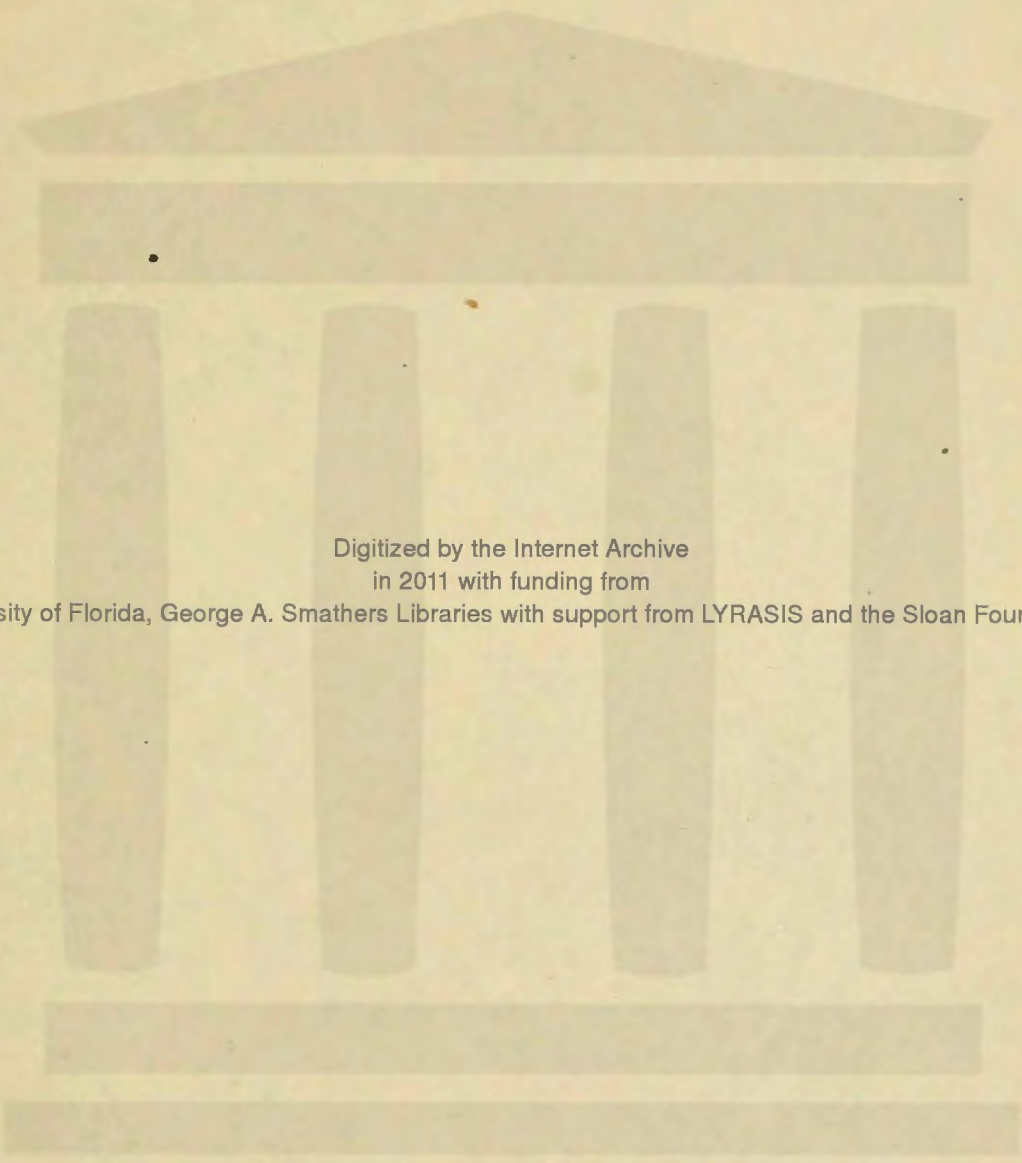 Digitized by the Internet Archive
in 2011 with funding from
sity of Florida, George A. Smathers Libraries with support from LYRASIS and the Sloan Four